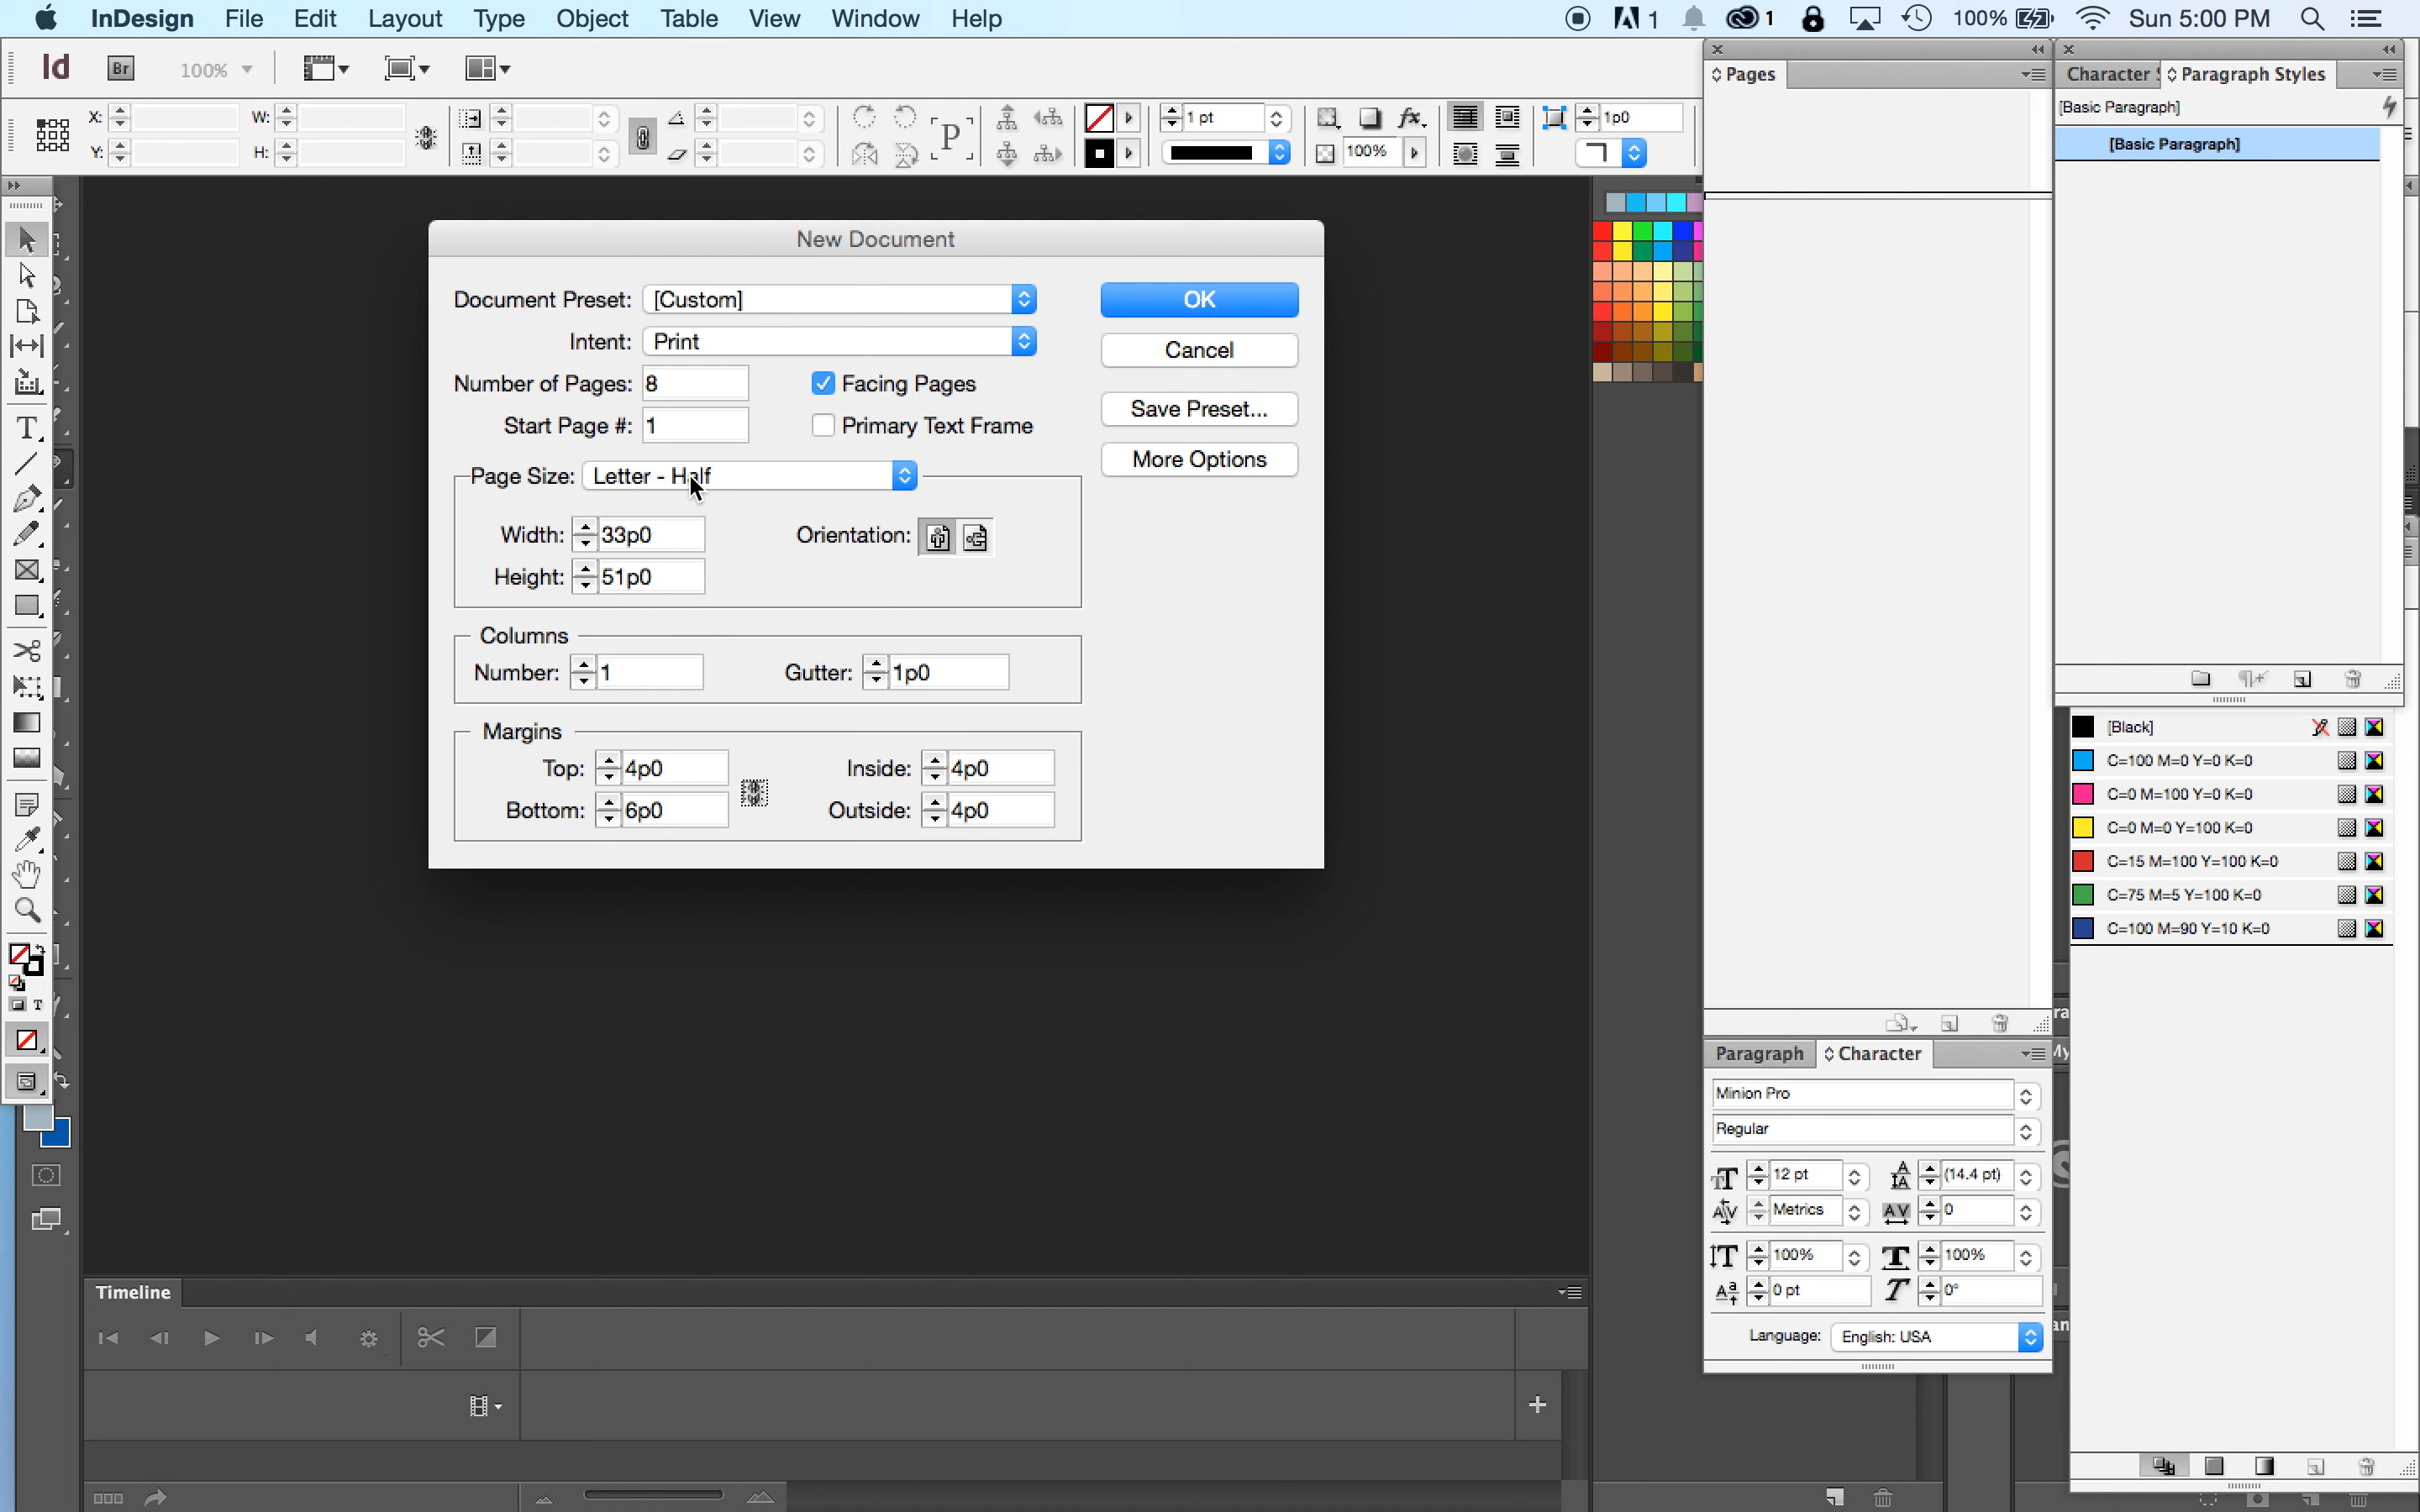 InDesign File Edit Layout Type Object Table View Window Help 1 1 100% Sun 5:00 PM
Id Br 100%
X: W: 1 pt 1p0
Y: H: P 100%
fx
New Document
Document Preset: [Custom]
Intent: Print
Number of Pages: 8 Facing Pages
Start Page #: 1 Primary Text Frame
OK
Cancel
Save Preset...
More Options
Page Size: Letter - Half
Width: 33p0 Orientation:
Height: 51p0
Columns
Number: 1 Gutter: 1p0
Margins
Top: 4p0 Inside: 4p0
Bottom: 6p0 Outside: 4p0
Pages
Character Paragraph Styles
[Basic Paragraph]
[Basic Paragraph]
[Black]
C=100 M=0 Y=0 K=0
C=0 M=100 Y=0 K=0
C=0 M=0 Y=100 K=0
C=15 M=100 Y=100 K=0
C=75 M=5 Y=100 K=0
C=100 M=90 Y=10 K=0
Paragraph Character
Minion Pro
Regular
12 pt (14.4 pt)
Metrics 0
100% 100%
0 pt 0°
Language: English: USA
Timeline